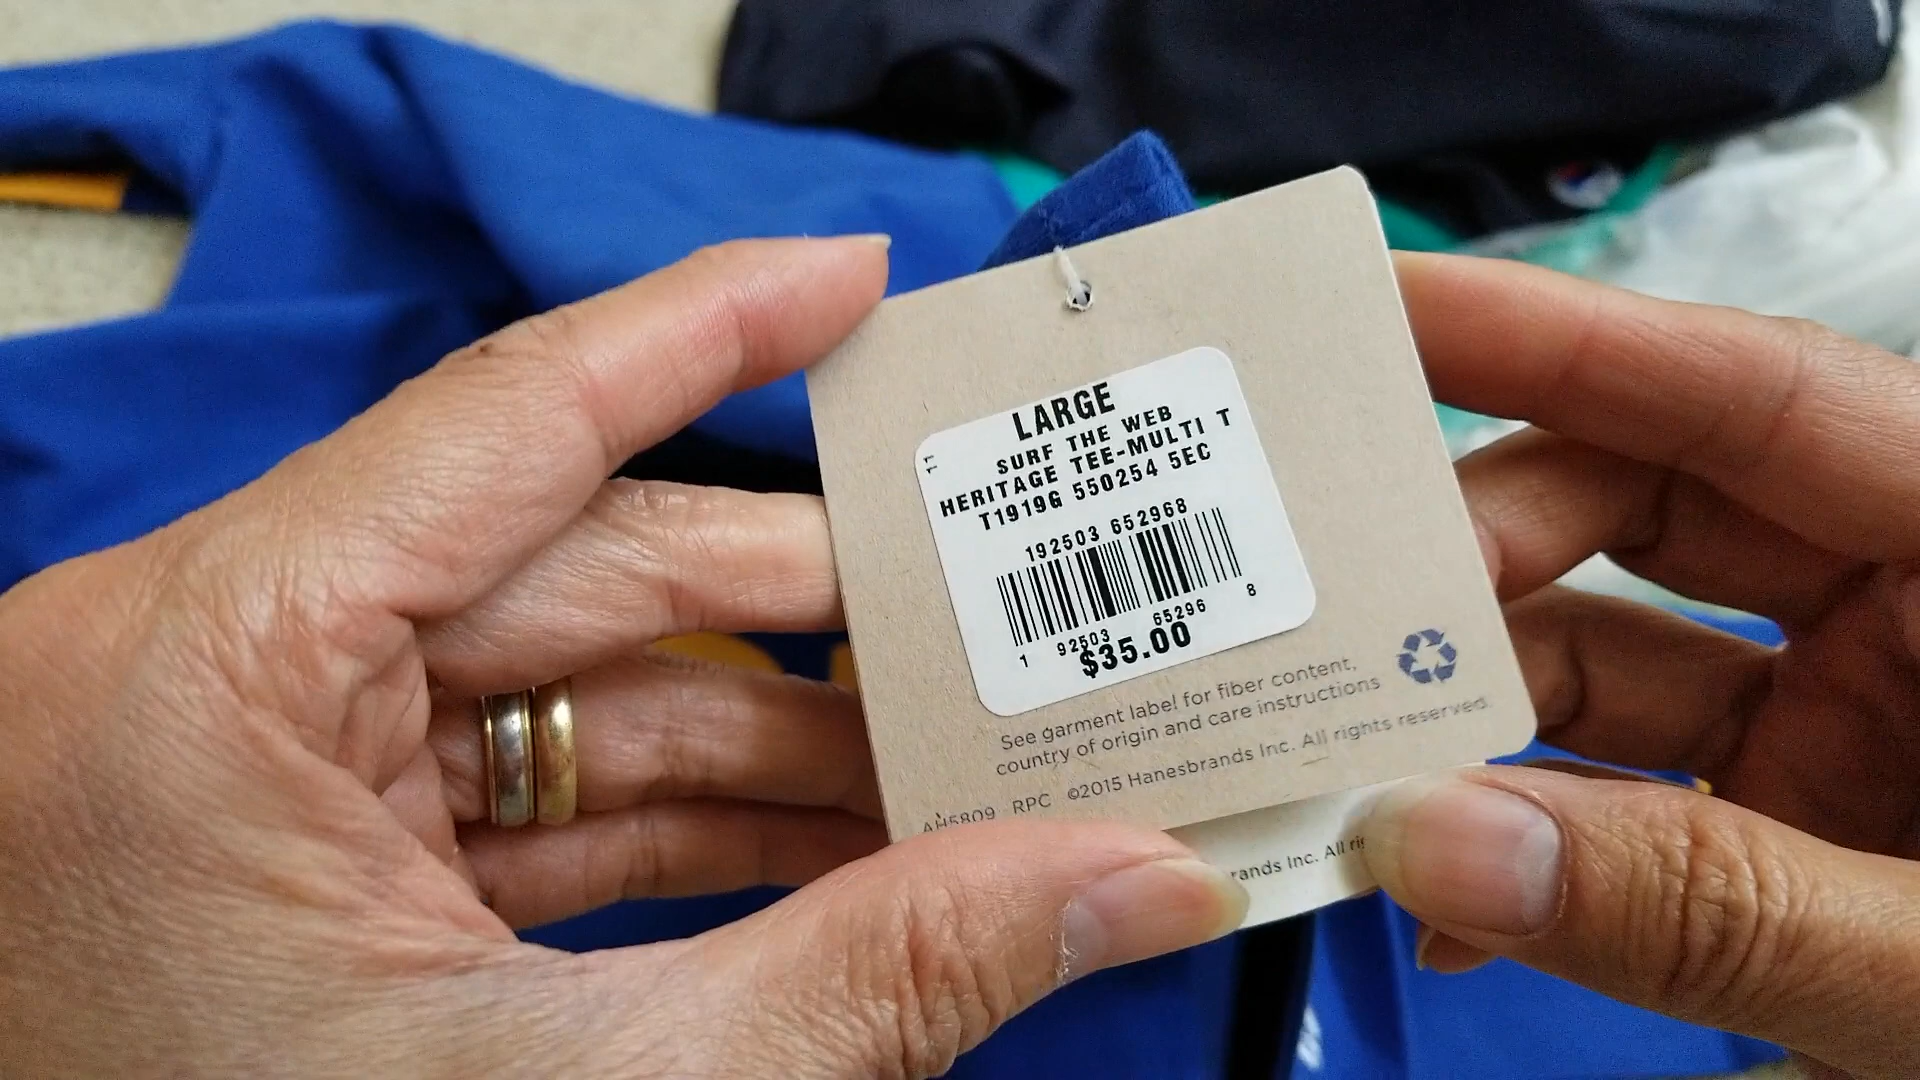 LARGE
11
SURF THE WEB
HERITAGE TEE-MULTI T
T1919G 550254 5EC
192503 652968
1 92503 65296 8
$35.00
See garment label for fiber content,
country of origin and care instructions
©2015 Hanesbrands Inc. All rights reserved.
AH5809 RPC
rands Inc. All rig